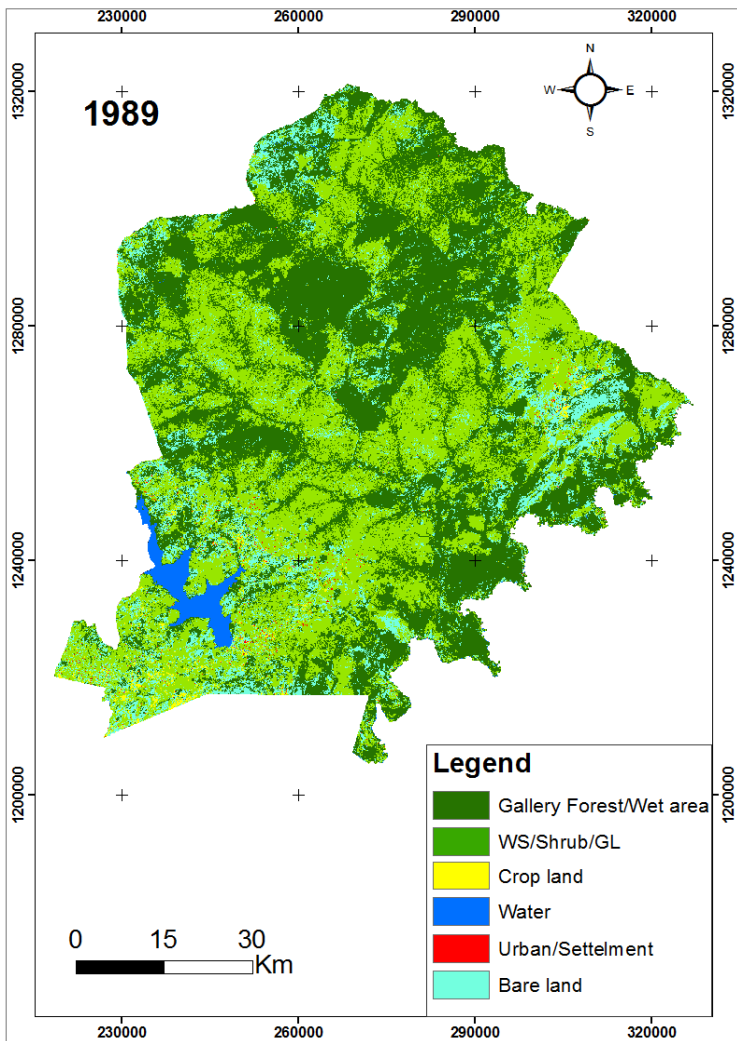 230000 260000 290000 320000
N
W E
S
1989
1320000 1320000
1280000 1280000
1240000 1240000
1200000 1200000
Legend
Gallery Forest/Wet area
WS/Shrub/GL
Crop land
Water
Urban/Settelment
Bare land
0 15 30
Km
230000 260000 290000 320000